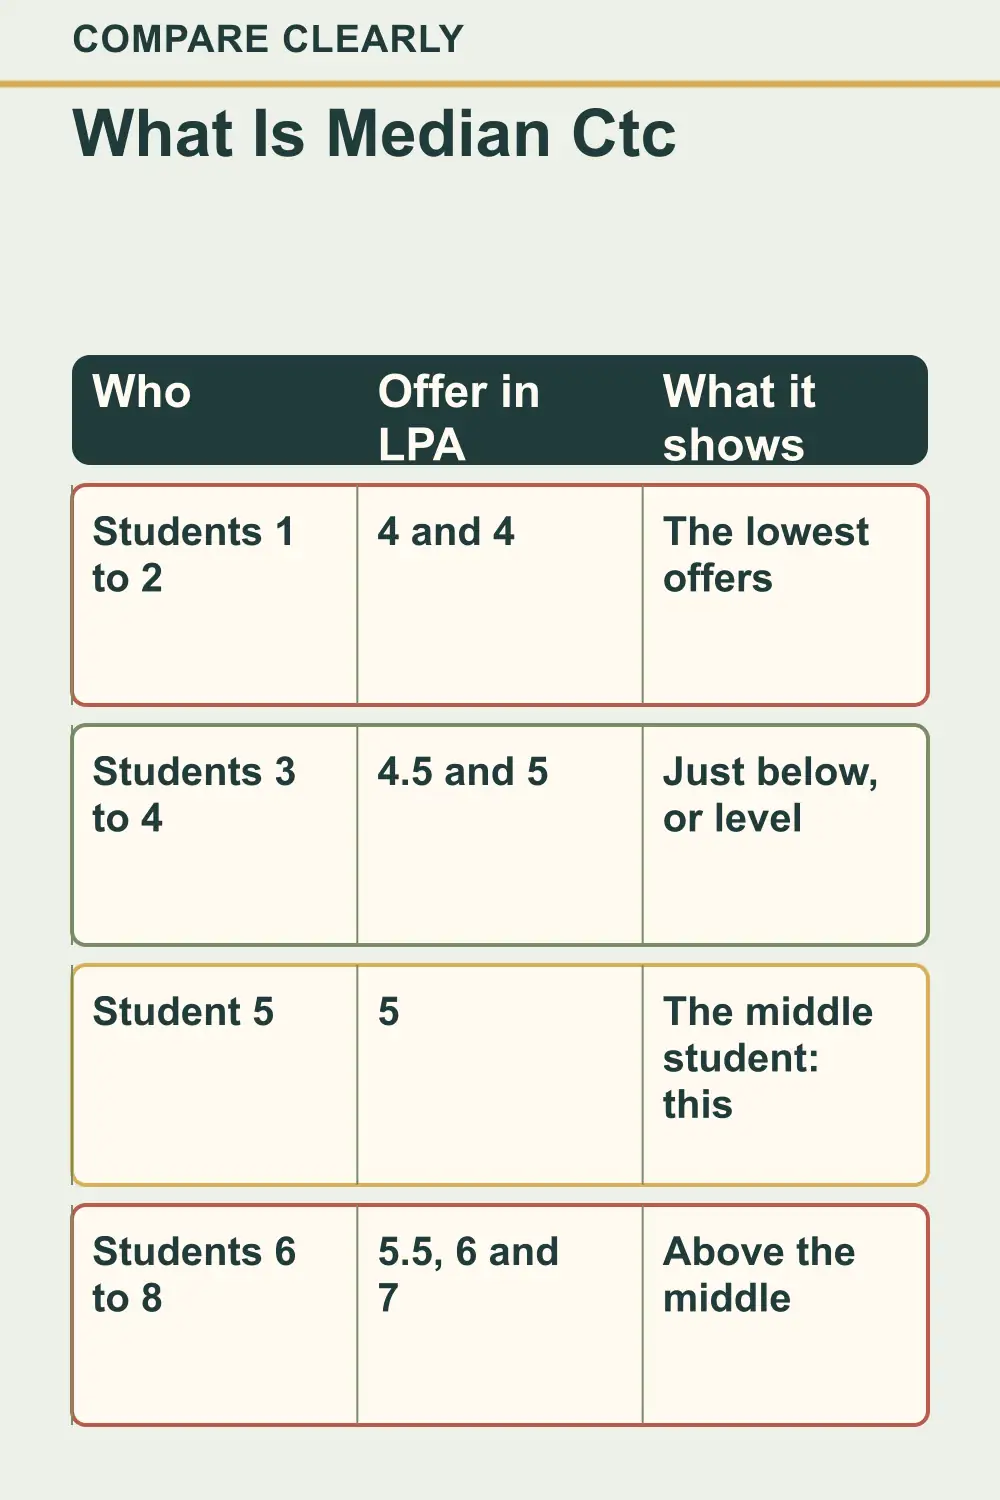 COMPARE CLEARLY
What Is Median Ctc
Who
Offer in
LPA
What it
shows
Students 1
to 2
4 and 4
The lowest
offers
Students 3
to 4
4.5 and 5
Just below,
or level
Student 5
5
The middle
student:
this
Students 6
to 8
5.5, 6 and
7
Above the
middle